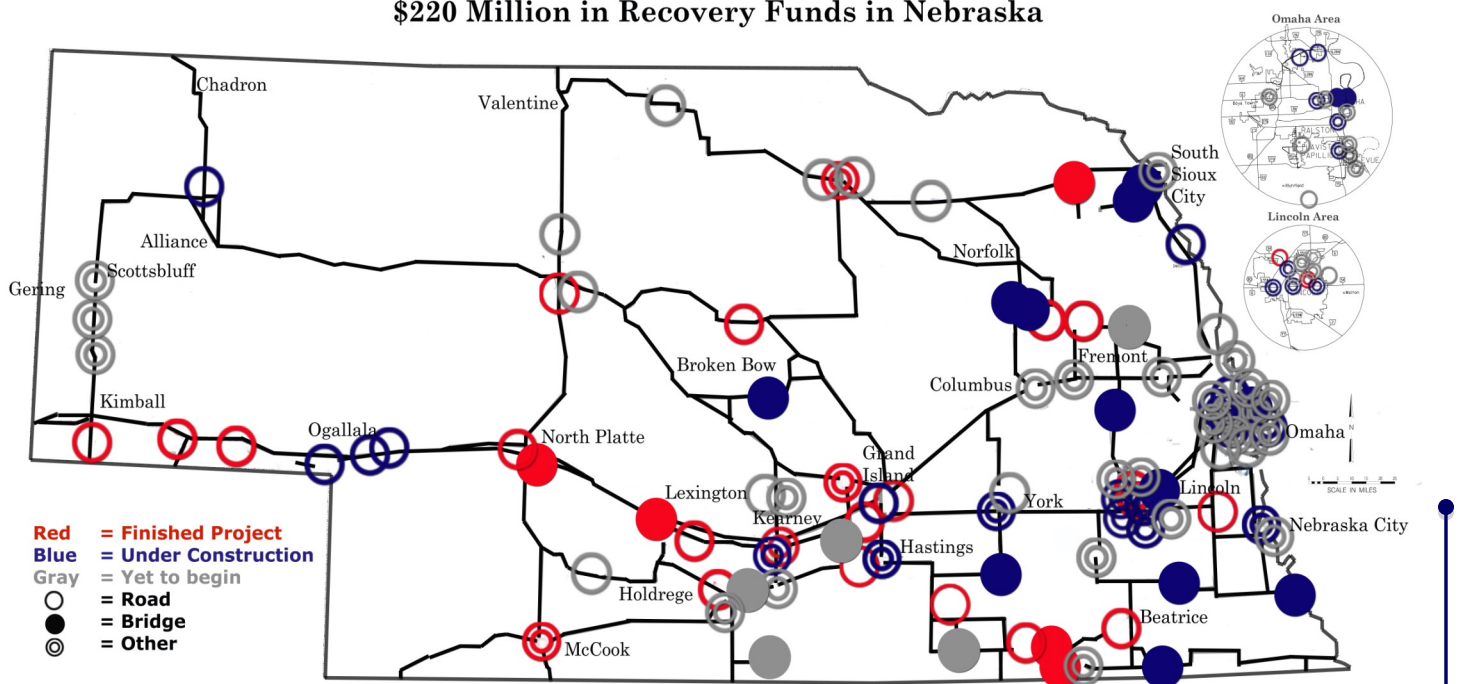 $220 Million in Recovery Funds in Nebraska
Omaha Area
Chadron
Valentine
South
Sioux
City
RALSTON
Lincoln Area
Alliance
Norfolk
Scottsbluff
Gering
Broken Bow
Fremont
Columbus
Kimball
Ogallala
North Platte
Omaha
Grand
Island
Lexington
York
Lincoln
N
SCALE IN MILES
Kearney
Nebraska City
Hastings
Red = Finished Project
Blue = Under Construction
Gray = Yet to begin
= Road
= Bridge
= Other
Holdrege
Beatrice
McCook